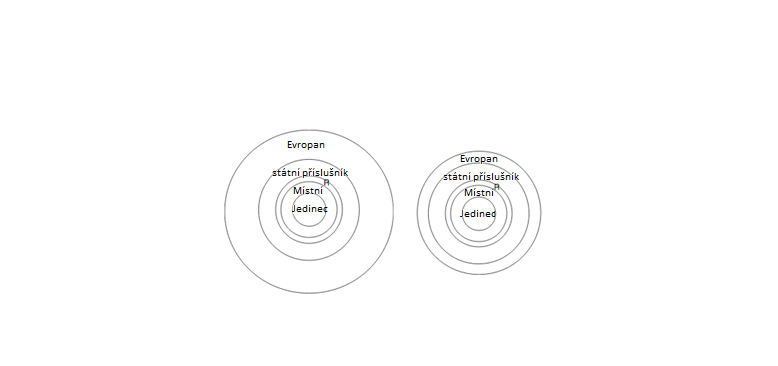 Evropan
státní příslušník
R
Místní
Jedinec
Evropan
státní příslušník
R
Místní
Jedinec